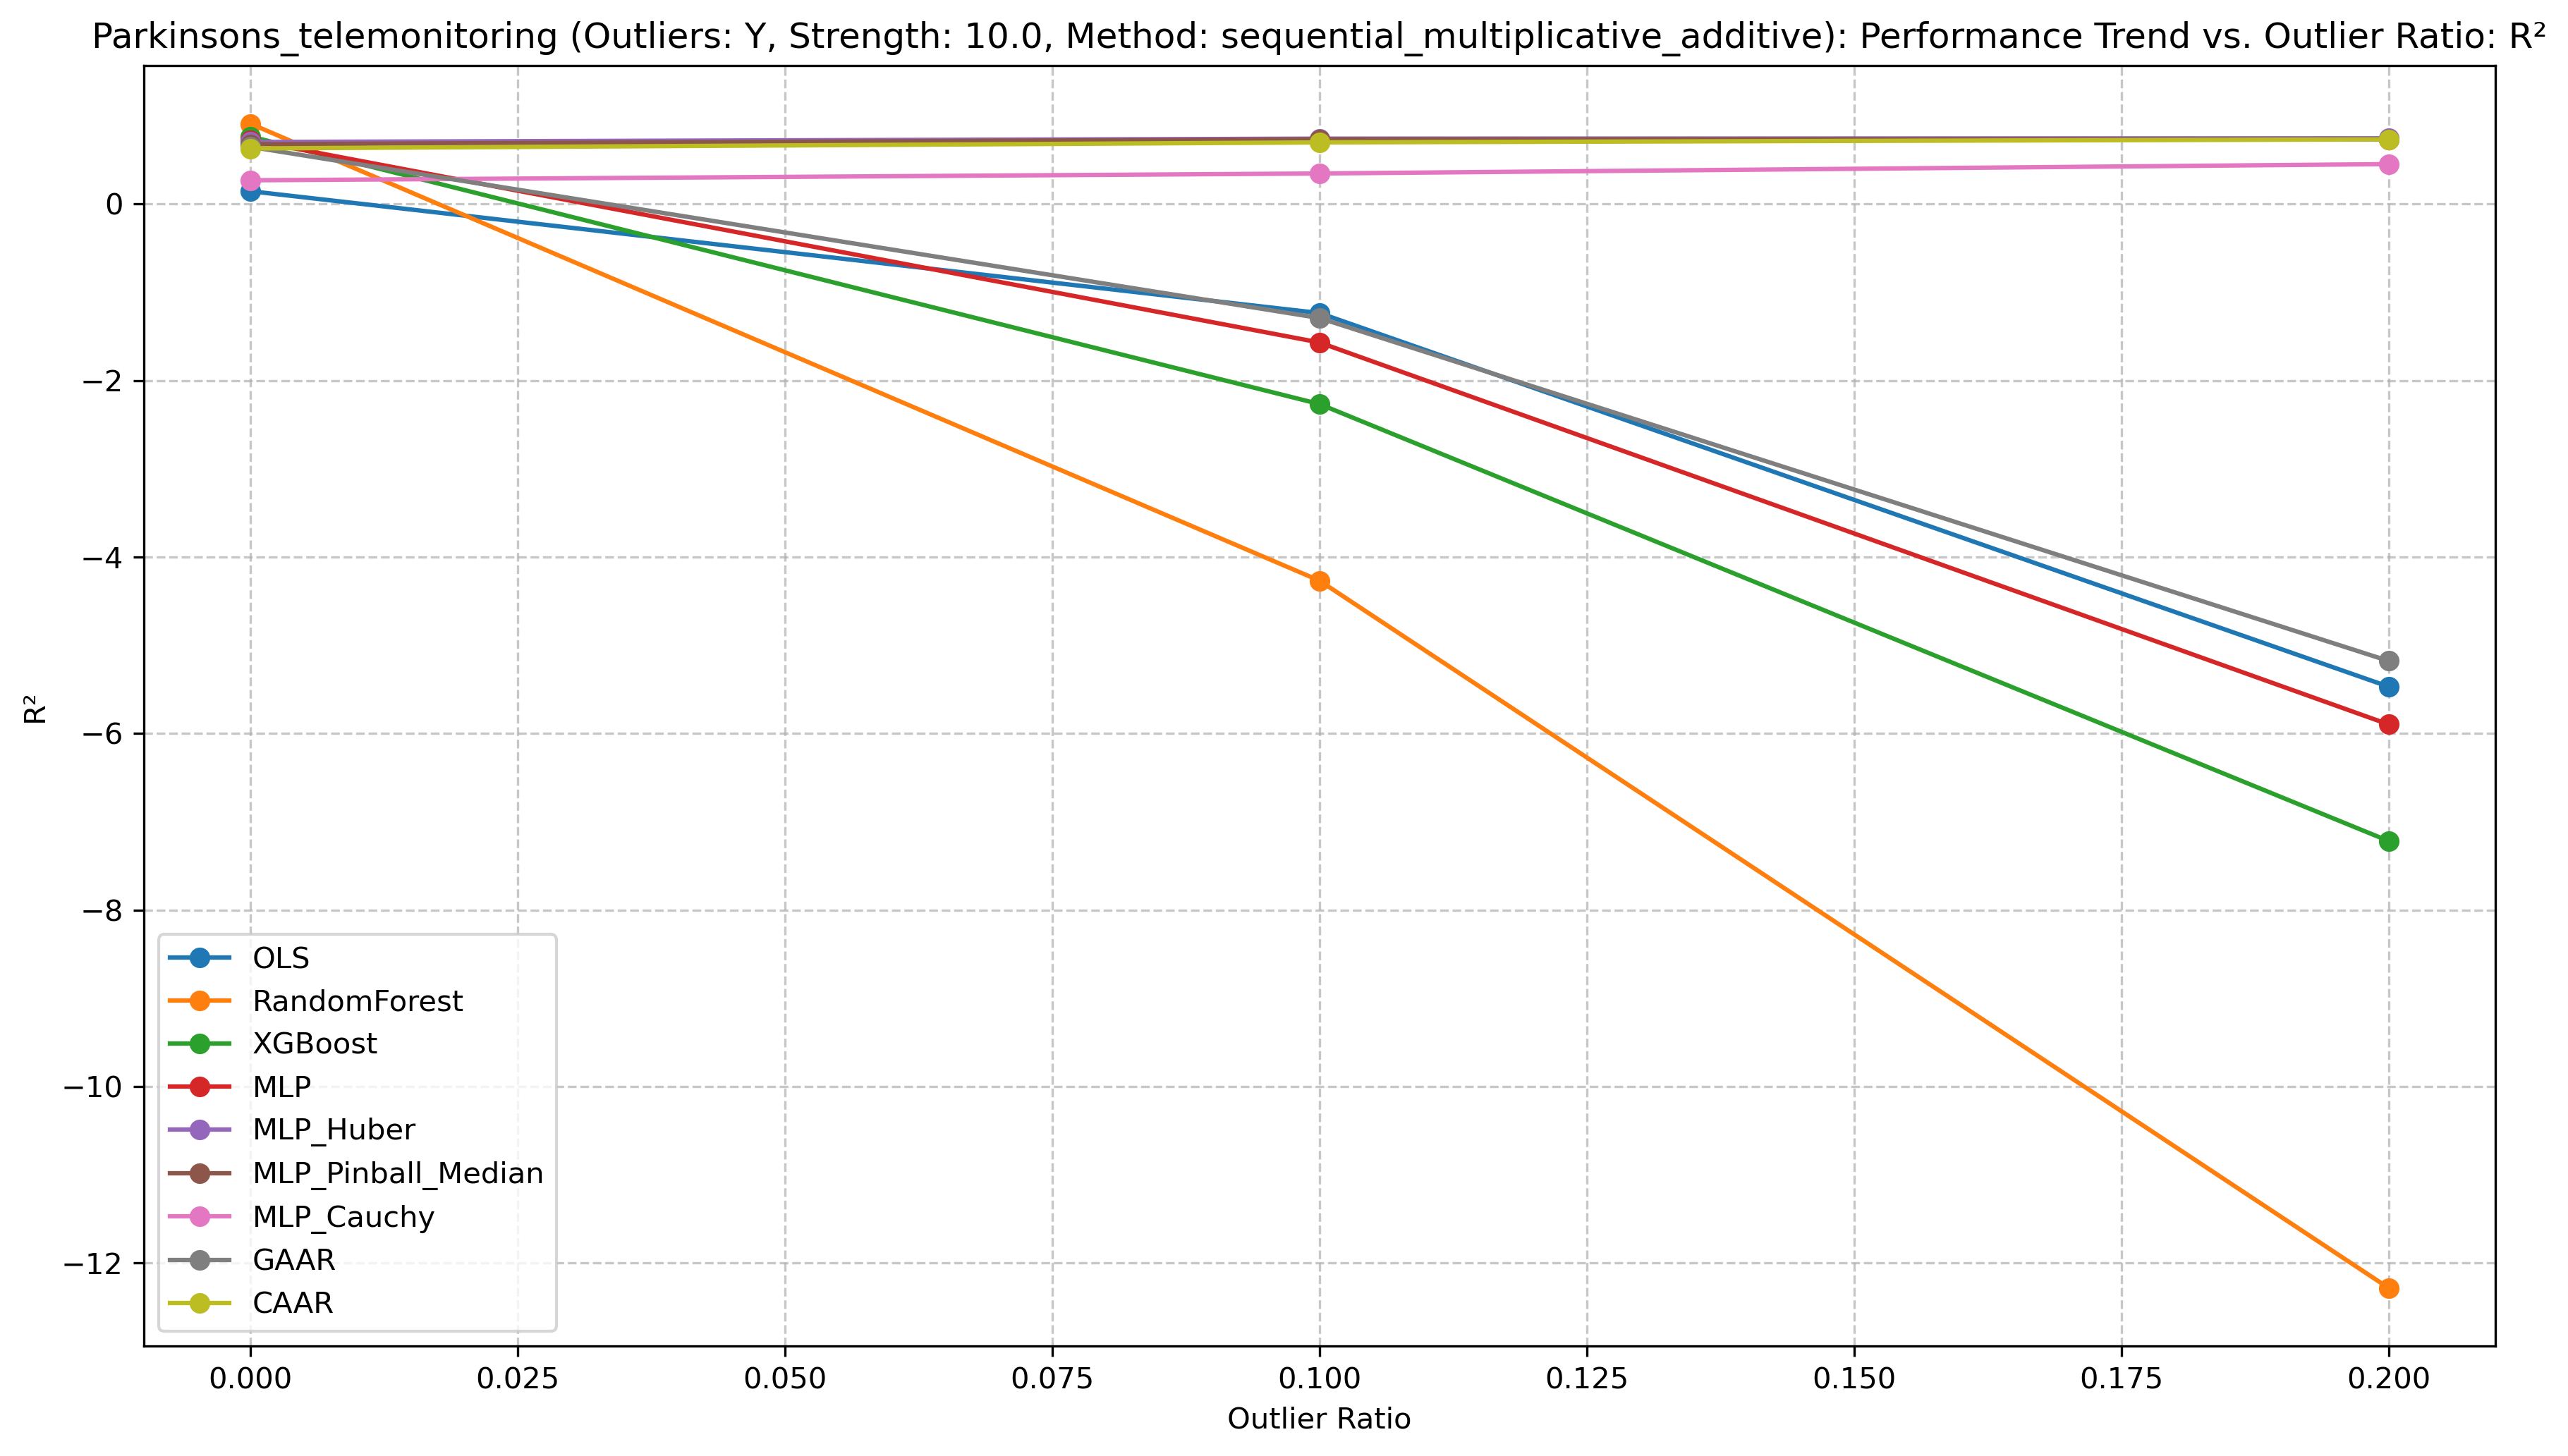 Parkinsons_telemonitoring (Outliers: Y, Strength: 10.0, Method: sequential_multiplicative_additive): Performance Trend vs. Outlier Ratio: R²
R²
0
−2
−4
−6
−8
−10
−12
OLS
RandomForest
XGBoost
MLP
MLP_Huber
MLP_Pinball_Median
MLP_Cauchy
GAAR
CAAR
0.000 0.025 0.050 0.075 0.100 0.125 0.150 0.175 0.200
Outlier Ratio